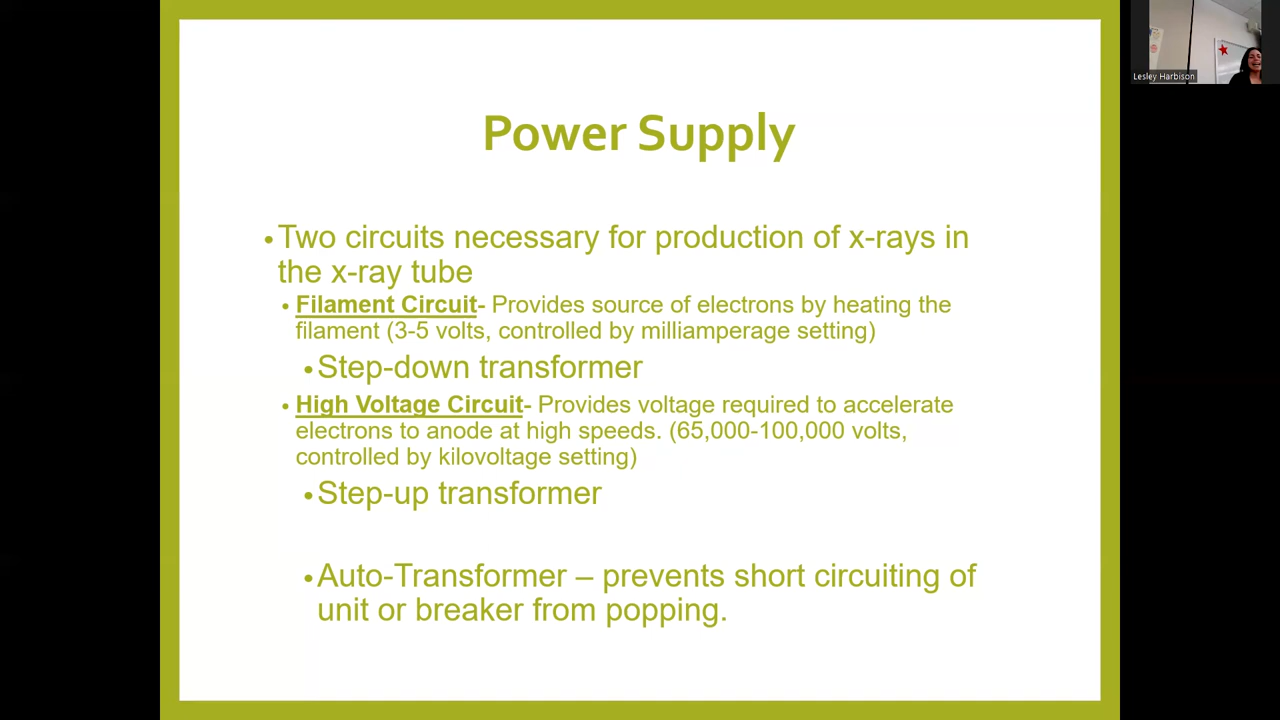 Lesley Harbison
Power Supply
•Two circuits necessary for production of x-rays in
the x-ray tube
• Filament Circuit- Provides source of electrons by heating the
filament (3-5 volts, controlled by milliamperage setting)
•Step-down transformer
• High Voltage Circuit- Provides voltage required to accelerate
electrons to anode at high speeds. (65,000-100,000 volts,
controlled by kilovoltage setting)
•Step-up transformer
•Auto-Transformer – prevents short circuiting of
unit or breaker from popping.